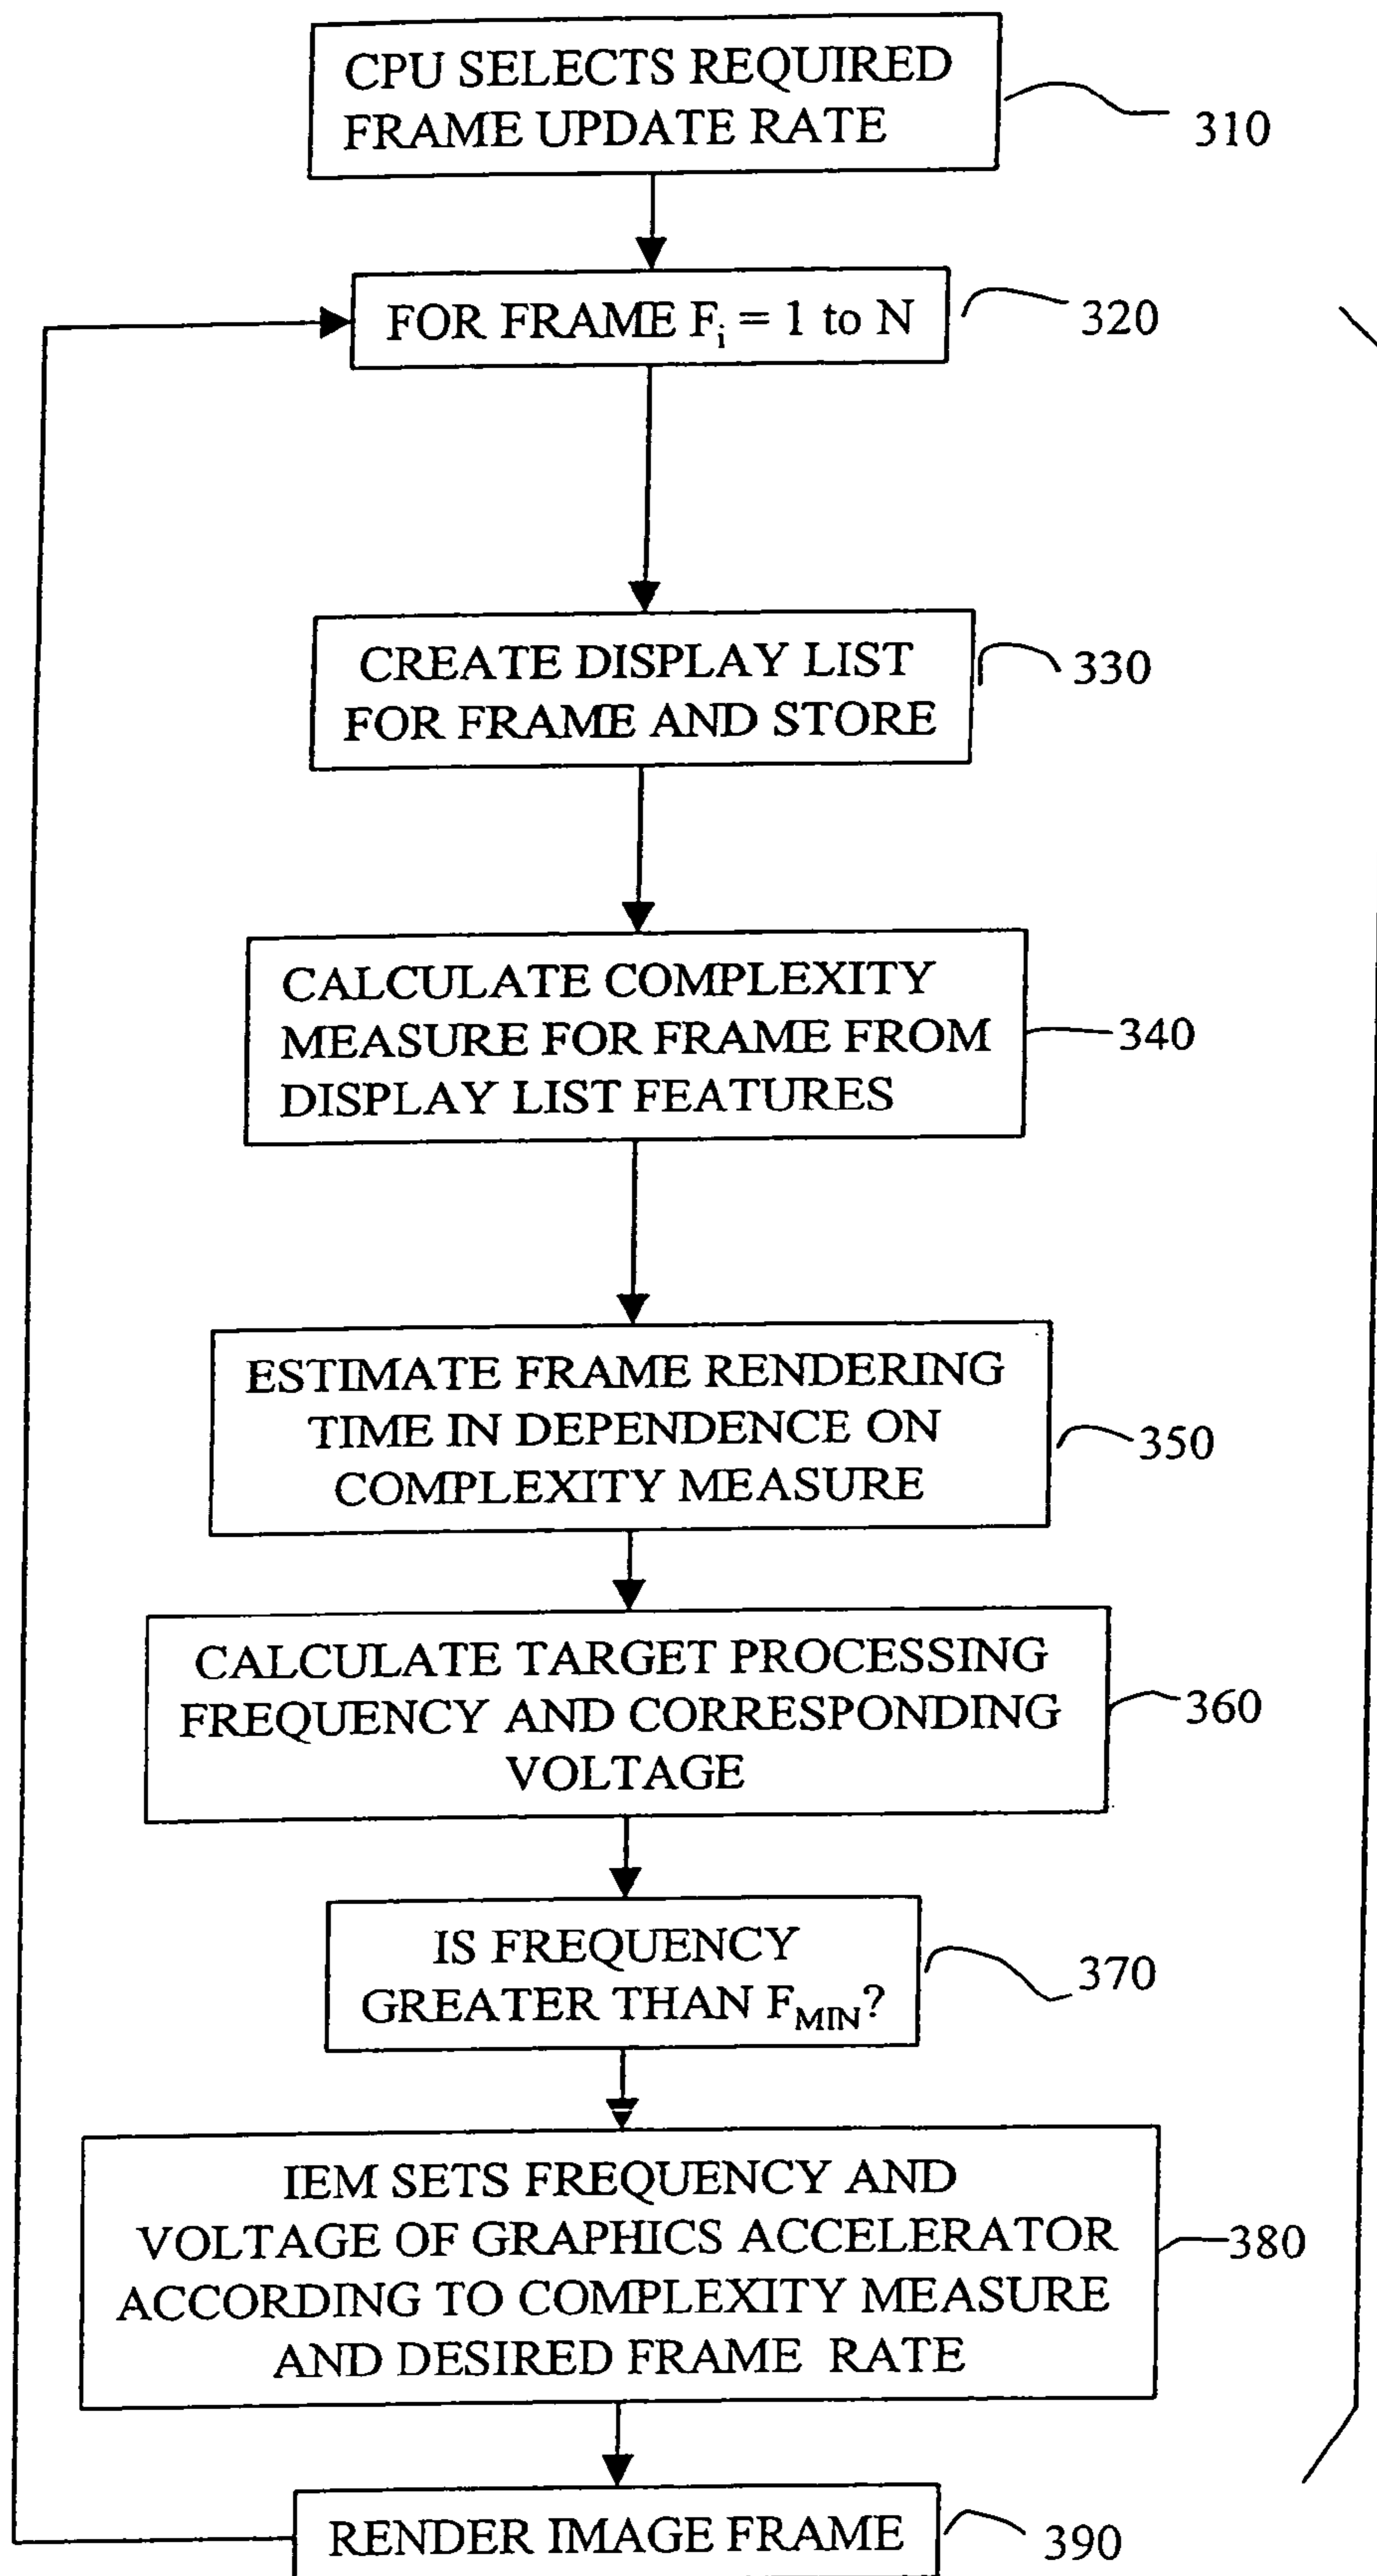 CPU SELECTS REQUIRED
FRAME UPDATE RATE
310
FOR FRAME Fi = 1 to N
320
CREATE DISPLAY LIST
FOR FRAME AND STORE
330
CALCULATE COMPLEXITY
MEASURE FOR FRAME FROM
DISPLAY LIST FEATURES
340
ESTIMATE FRAME RENDERING
TIME IN DEPENDENCE ON
COMPLEXITY MEASURE
350
CALCULATE TARGET PROCESSING
FREQUENCY AND CORRESPONDING
VOLTAGE
360
IS FREQUENCY
GREATER THAN FMIN?
370
IEM SETS FREQUENCY AND
VOLTAGE OF GRAPHICS ACCELERATOR
ACCORDING TO COMPLEXITY MEASURE
AND DESIRED FRAME RATE
380
RENDER IMAGE FRAME
390